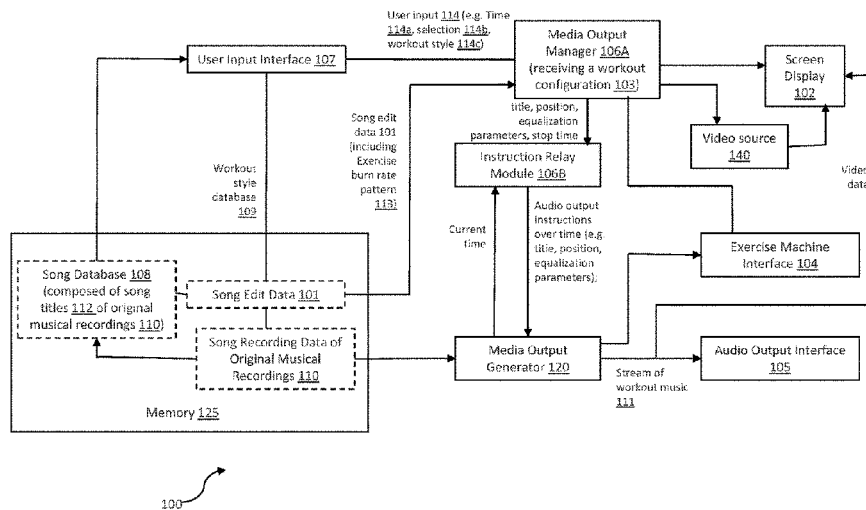 User input 114 (e.g. Time
114a, selection 114b,
workout style 114c)
User Input Interface 107
Media Output
Manager 106A
(receiving a workout
configuration 103)
Screen
Display
102
Song edit
data 101
(including
Exercise
burn rate
pattern
113)
title, position,
equalization
parameters, stop time
Video source
140
Instruction Relay
Module 106B
Video
data
Workout
style
database
109
Current
time
Audio output
instructions
over time (e.g.
title, position,
equalization
parameters);
Exercise Machine
Interface 104
Song Database 108
(composed of song
titles 112 of original
musical recordings 110)
Song Edit Data 101
Song Recording Data of
Original Musical
Recordings 110
Media Output
Generator 120
Audio Output Interface
105
Stream of
workout music
111
Memory 125
100